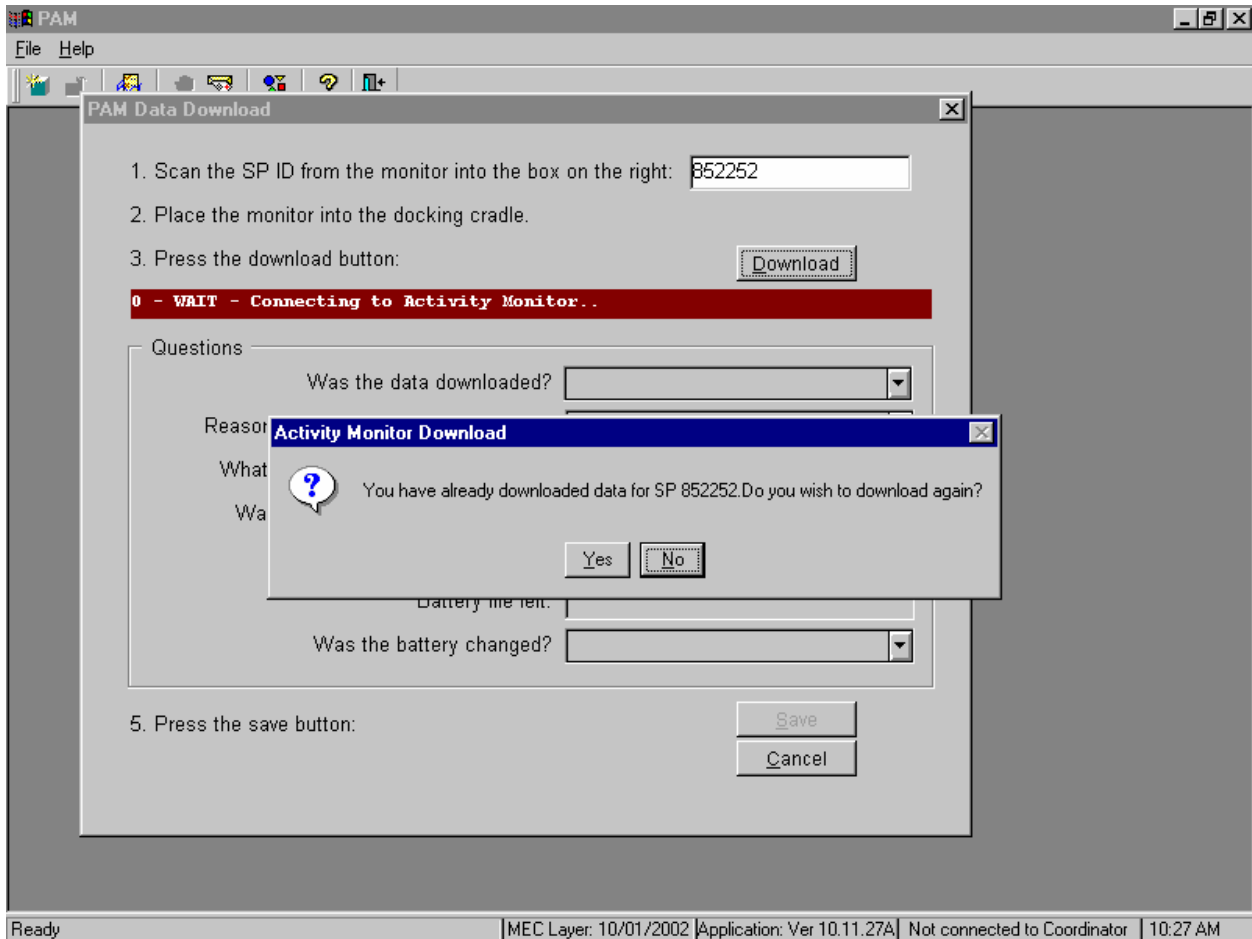 PAM
File Help
PAM Data Download
1. Scan the SP ID from the monitor into the box on the right: 852252
2. Place the monitor into the docking cradle.
3. Press the download button: Download
0 - WAIT - Connecting to Activity Monitor..
Questions
Was the data downloaded?
Reason
Activity Monitor Download
What
You have already downloaded data for SP 852252.Do you wish to download again?
Wa
Yes No
Battery life left:
Was the battery changed?
5. Press the save button: Save
Cancel
Ready MEC Layer: 10/01/2002 Application: Ver 10.11.27A Not connected to Coordinator 10:27 AM